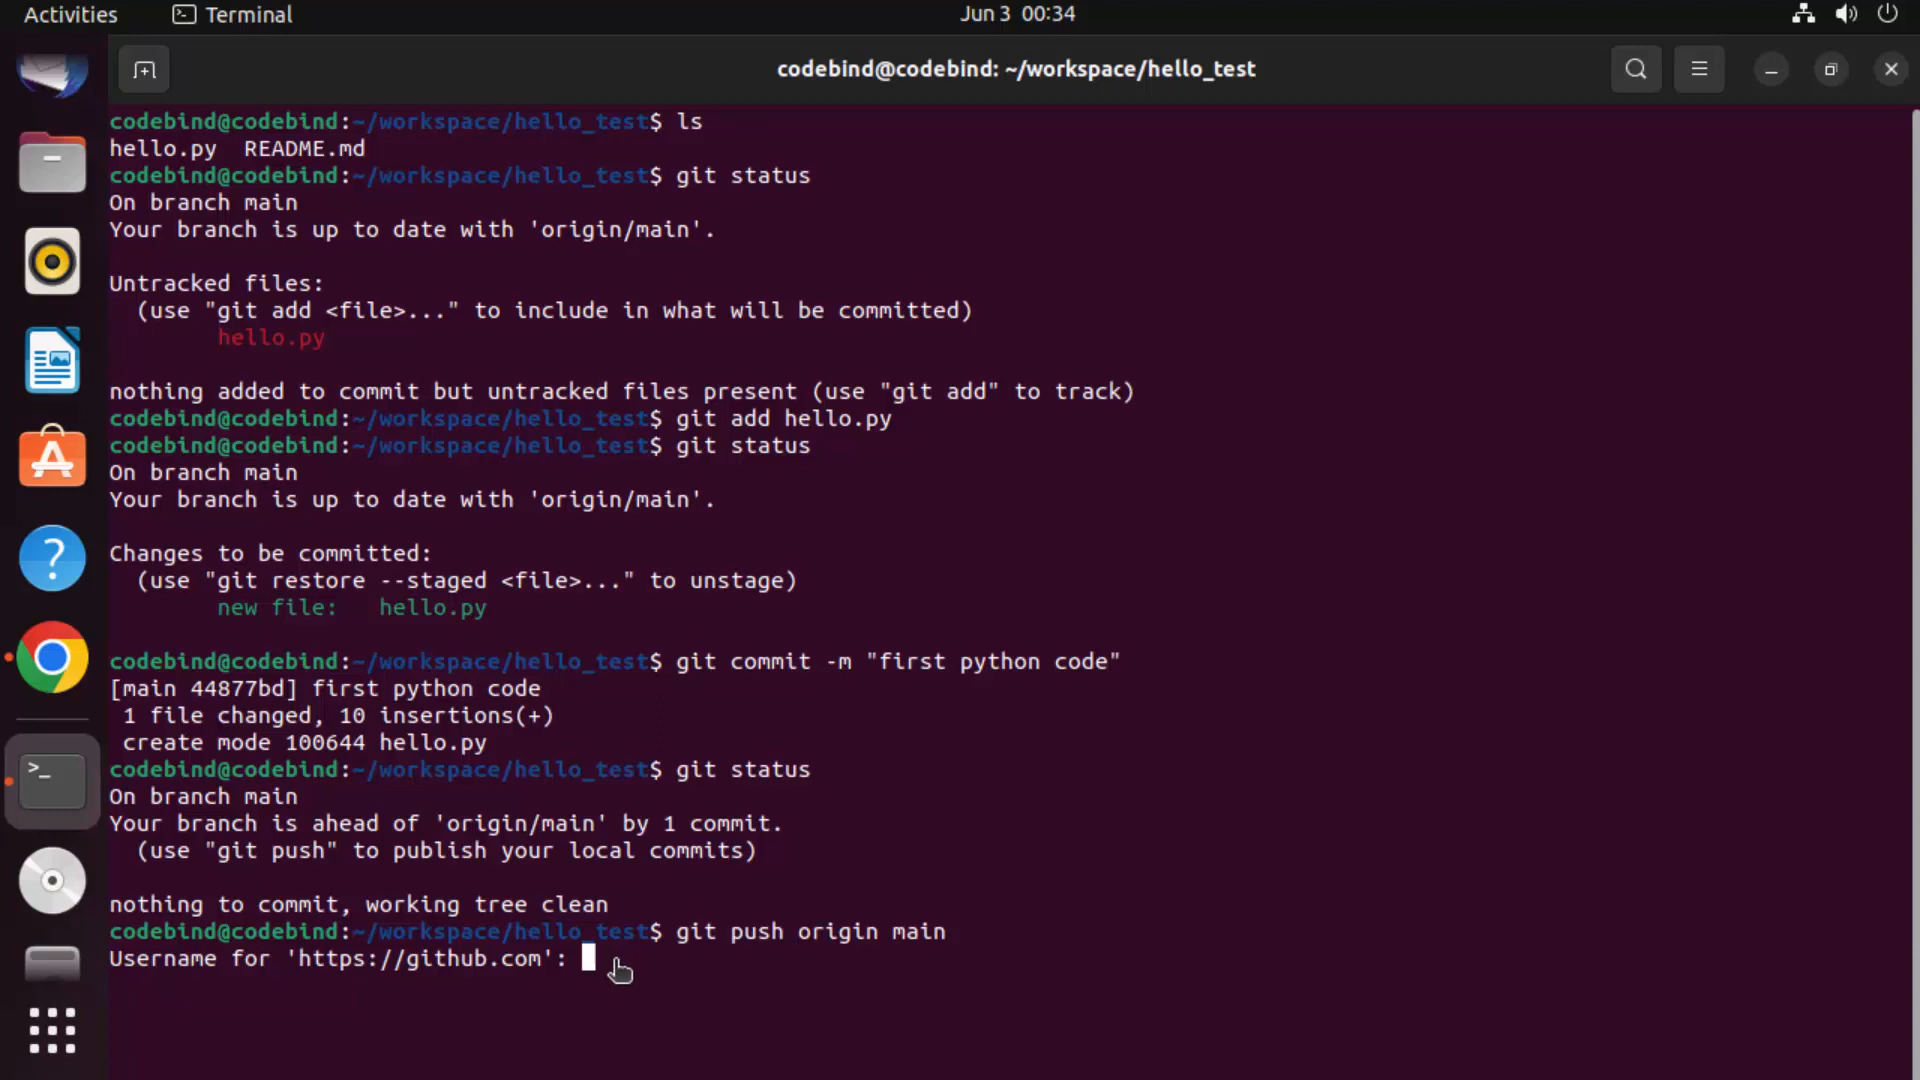 Activities Terminal Jun 3 00:34
codebind@codebind: ~/workspace/hello_test
codebind@codebind:~/workspace/hello_test$ ls
hello.py  README.md
codebind@codebind:~/workspace/hello_test$ git status
On branch main
Your branch is up to date with 'origin/main'.
Untracked files:
  (use "git add <file>..." to include in what will be committed)
        hello.py
nothing added to commit but untracked files present (use "git add" to track)
codebind@codebind:~/workspace/hello_test$ git add hello.py
codebind@codebind:~/workspace/hello_test$ git status
On branch main
Your branch is up to date with 'origin/main'.
Changes to be committed:
  (use "git restore --staged <file>..." to unstage)
        new file:   hello.py
codebind@codebind:~/workspace/hello_test$ git commit -m "first python code"
[main 44877bd] first python code
 1 file changed, 10 insertions(+)
 create mode 100644 hello.py
codebind@codebind:~/workspace/hello_test$ git status
On branch main
Your branch is ahead of 'origin/main' by 1 commit.
  (use "git push" to publish your local commits)
nothing to commit, working tree clean
codebind@codebind:~/workspace/hello_test$ git push origin main
Username for 'https://github.com':